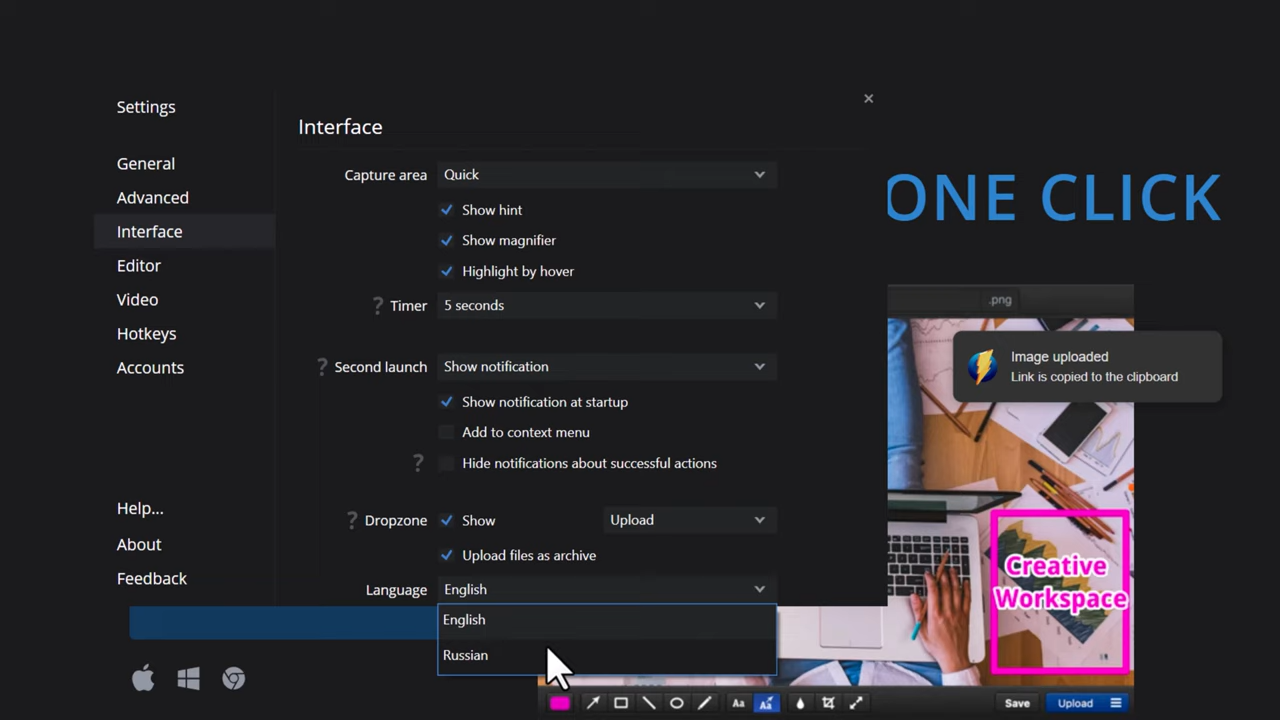 Settings
General
Advanced
Interface
Editor
Video
Hotkeys
Accounts
Help...
About
Feedback
Interface
Capture area Quick
Show hint
Show magnifier
Highlight by hover
? Timer 5 seconds
? Second launch Show notification
Show notification at startup
Add to context menu
? Hide notifications about successful actions
? Dropzone Show Upload
Upload files as archive
Language English
English
Russian
ONE CLICK
.png
Image uploaded
Link is copied to the clipboard
Creative
Workspace
Aa Aa Save Upload